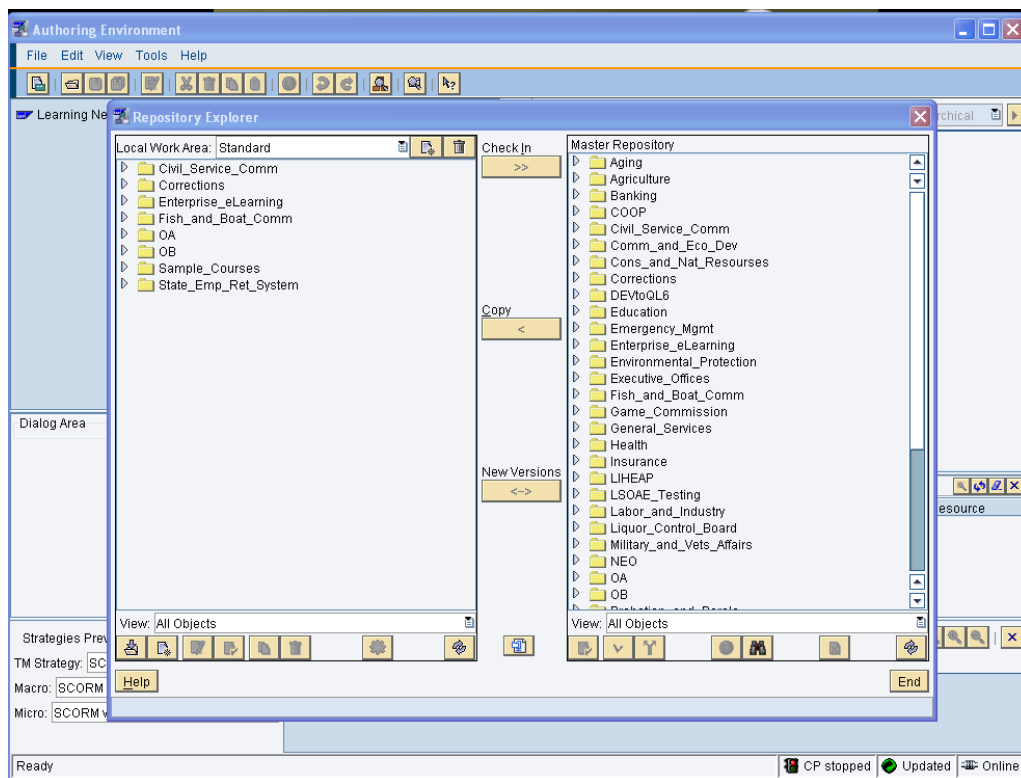 Authoring Environment
File Edit View Tools Help
Learning Ne
rchical
Repository Explorer
Local Work Area: Standard
Civil_Service_Comm
Corrections
Enterprise_eLearning
Fish_and_Boat_Comm
OA
OB
Sample_Courses
State_Emp_Ret_System
View: All Objects
Check In
>>
Copy
<
New Versions
<->
Master Repository
Aging
Agriculture
Banking
COOP
Civil_Service_Comm
Comm_and_Eco_Dev
Cons_and_Nat_Resourses
Corrections
DEVtoQL6
Education
Emergency_Mgmt
Enterprise_eLearning
Environmental_Protection
Executive_Offices
Fish_and_Boat_Comm
Game_Commission
General_Services
Health
Insurance
LIHEAP
LSOAE_Testing
Labor_and_Industry
Liquor_Control_Board
Military_and_Vets_Affairs
NEO
OA
OB
View: All Objects
Help
End
Dialog Area
esource
Strategies Prev
TM Strategy: SC
Macro: SCORM
Micro: SCORM v
Ready
CP stopped
Updated
Online